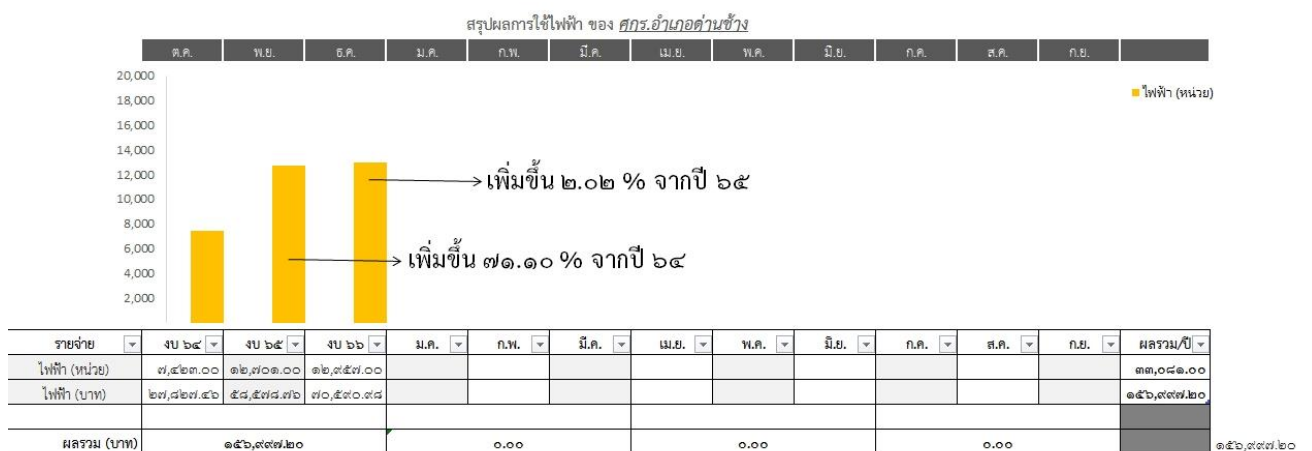 สรุปผลการใช้ไฟฟ้า ของ ศกร.อำเภอด่านช้าง
ต.ค. พ.ย. ธ.ค. ม.ค. ก.พ. มี.ค. เม.ย. พ.ค. มิ.ย. ก.ค. ส.ค. ก.ย.
20,000
18,000
16,000
14,000
12,000
10,000
8,000
6,000
4,000
2,000
ไฟฟ้า (หน่วย)
เพิ่มขึ้น ๒.๐๒ % จากปี ๖๕
เพิ่มขึ้น ๗๑.๑๐ % จากปี ๖๔
รายจ่าย งบ ๖๔ งบ ๖๕ งบ ๖๖ ม.ค. ก.พ. มี.ค. เม.ย. พ.ค. มิ.ย. ก.ค. ส.ค. ก.ย. ผลรวม/ปี
ไฟฟ้า (หน่วย) ๗,๔๒๓.๐๐ ๑๒,๗๐๑.๐๐ ๑๒,๙๕๗.๐๐ ๓๓,๐๘๑.๐๐
ไฟฟ้า (บาท) ๒๗,๘๒๗.๔๖ ๕๘,๕๗๘.๗๖ ๗๐,๕๙๐.๙๘ ๑๕๖,๙๙๗.๒๐
ผลรวม (บาท) ๑๕๖,๙๙๗.๒๐ ๐.๐๐ ๐.๐๐ ๐.๐๐ ๑๕๖,๙๙๗.๒๐